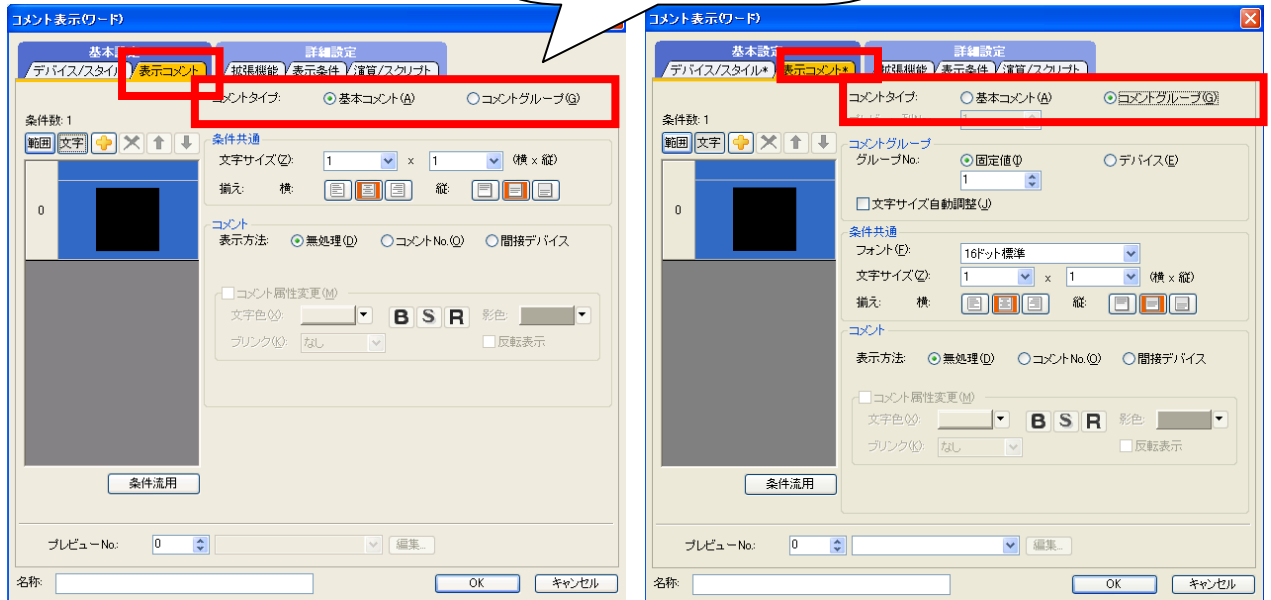 コメント表示(ワード)
基本設定 詳細設定
デバイス/スタイル 表示コメント 拡張機能 表示条件 演算/スクリプト
コメントタイプ: 基本コメント(A) コメントグループ(G)
条件数: 1
範囲 文字
条件共通
文字サイズ(Z): 1 x 1 (横 x 縦)
揃え: 横: 縦:
0
コメント
表示方法: 無処理(D) コメントNo.(O) 間接デバイス
コメント属性変更(M)
文字色(X): B S R 影色:
ブリンク(K): なし 反転表示
条件流用
プレビューNo.: 0 編集...
名称: OK キャンセル
コメント表示(ワード)
基本設定 詳細設定
デバイス/スタイル* 表示コメント* 拡張機能 表示条件 演算/スクリプト
コメントタイプ: 基本コメント(A) コメントグループ(G)
条件数: 1
範囲 文字
コメントグループ
グループNo.: 固定値(I) デバイス(E)
1
文字サイズ自動調整(J)
0
条件共通
フォント(F): 16ドット標準
文字サイズ(Z): 1 x 1 (横 x 縦)
揃え: 横: 縦:
コメント
表示方法: 無処理(D) コメントNo.(O) 間接デバイス
コメント属性変更(M)
文字色(X): B S R 影色:
ブリンク(K): なし 反転表示
条件流用
プレビューNo.: 0 編集...
名称: OK キャンセル